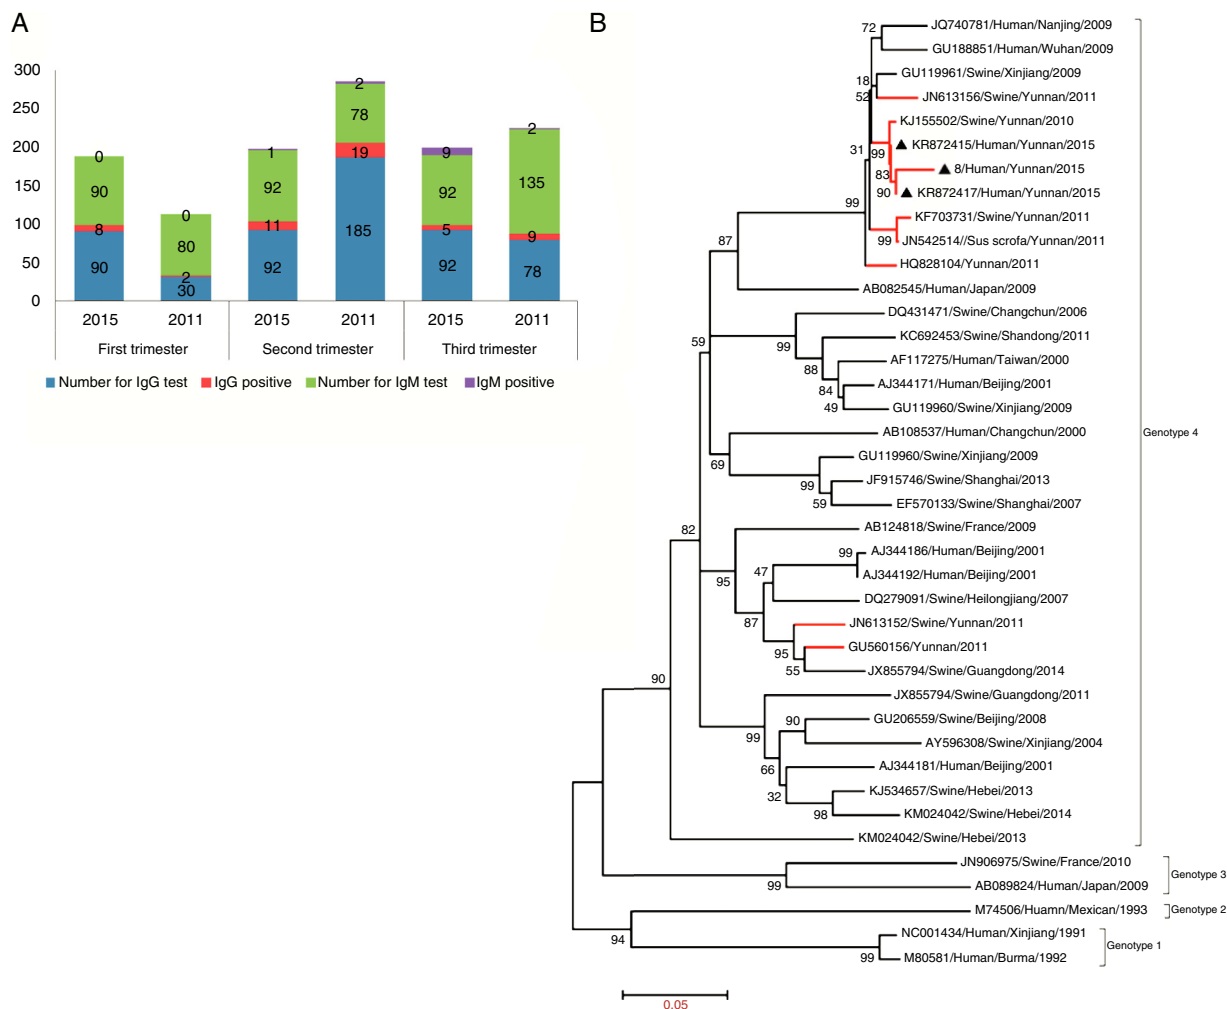 A
300
250
200
150
100
50
0
0
90
8
90
0
80
2
30
1
92
11
92
2
78
19
185
9
92
5
92
2
135
9
78
2015 2011 2015 2011 2015 2011
First trimester Second trimester Third trimester
Number for IgG test IgG positive Number for IgM test IgM positive
B
JQ740781/Human/Nanjing/2009
72
GU188851/Human/Wuhan/2009
GU119961/Swine/Xinjiang/2009
18
52
JN613156/Swine/Yunnan/2011
KJ155502/Swine/Yunnan/2010
KR872415/Human/Yunnan/2015
31
99
8/Human/Yunnan/2015
83
90
KR872417/Human/Yunnan/2015
99
KF703731/Swine/Yunnan/2011
99
JN542514//Sus scrofa/Yunnan/2011
87
HQ828104/Yunnan/2011
AB082545/Human/Japan/2009
DQ431471/Swine/Changchun/2006
59
99
KC692453/Swine/Shandong/2011
AF117275/Human/Taiwan/2000
88
AJ344171/Human/Beijing/2001
84
49
GU119960/Swine/Xinjiang/2009
AB108537/Human/Changchun/2000
Genotype 4
GU119960/Swine/Xinjiang/2009
69
JF915746/Swine/Shanghai/2013
99
59
EF570133/Swine/Shanghai/2007
82
AB124818/Swine/France/2009
99
AJ344186/Human/Beijing/2001
47
AJ344192/Human/Beijing/2001
95
DQ279091/Swine/Heilongjiang/2007
87
JN613152/Swine/Yunnan/2011
GU560156/Yunnan/2011
95
55
JX855794/Swine/Guangdong/2014
90
JX855794/Swine/Guangdong/2011
90
GU206559/Swine/Beijing/2008
99
AY596308/Swine/Xinjiang/2004
66
AJ344181/Human/Beijing/2001
KJ534657/Swine/Hebei/2013
32
98
KM024042/Swine/Hebei/2014
KM024042/Swine/Hebei/2013
JN906975/Swine/France/2010
Genotype 3
99
AB089824/Human/Japan/2009
M74506/Huamn/Mexican/1993
Genotype 2
94
NC001434/Human/Xinjiang/1991
Genotype 1
99
M80581/Human/Burma/1992
0.05